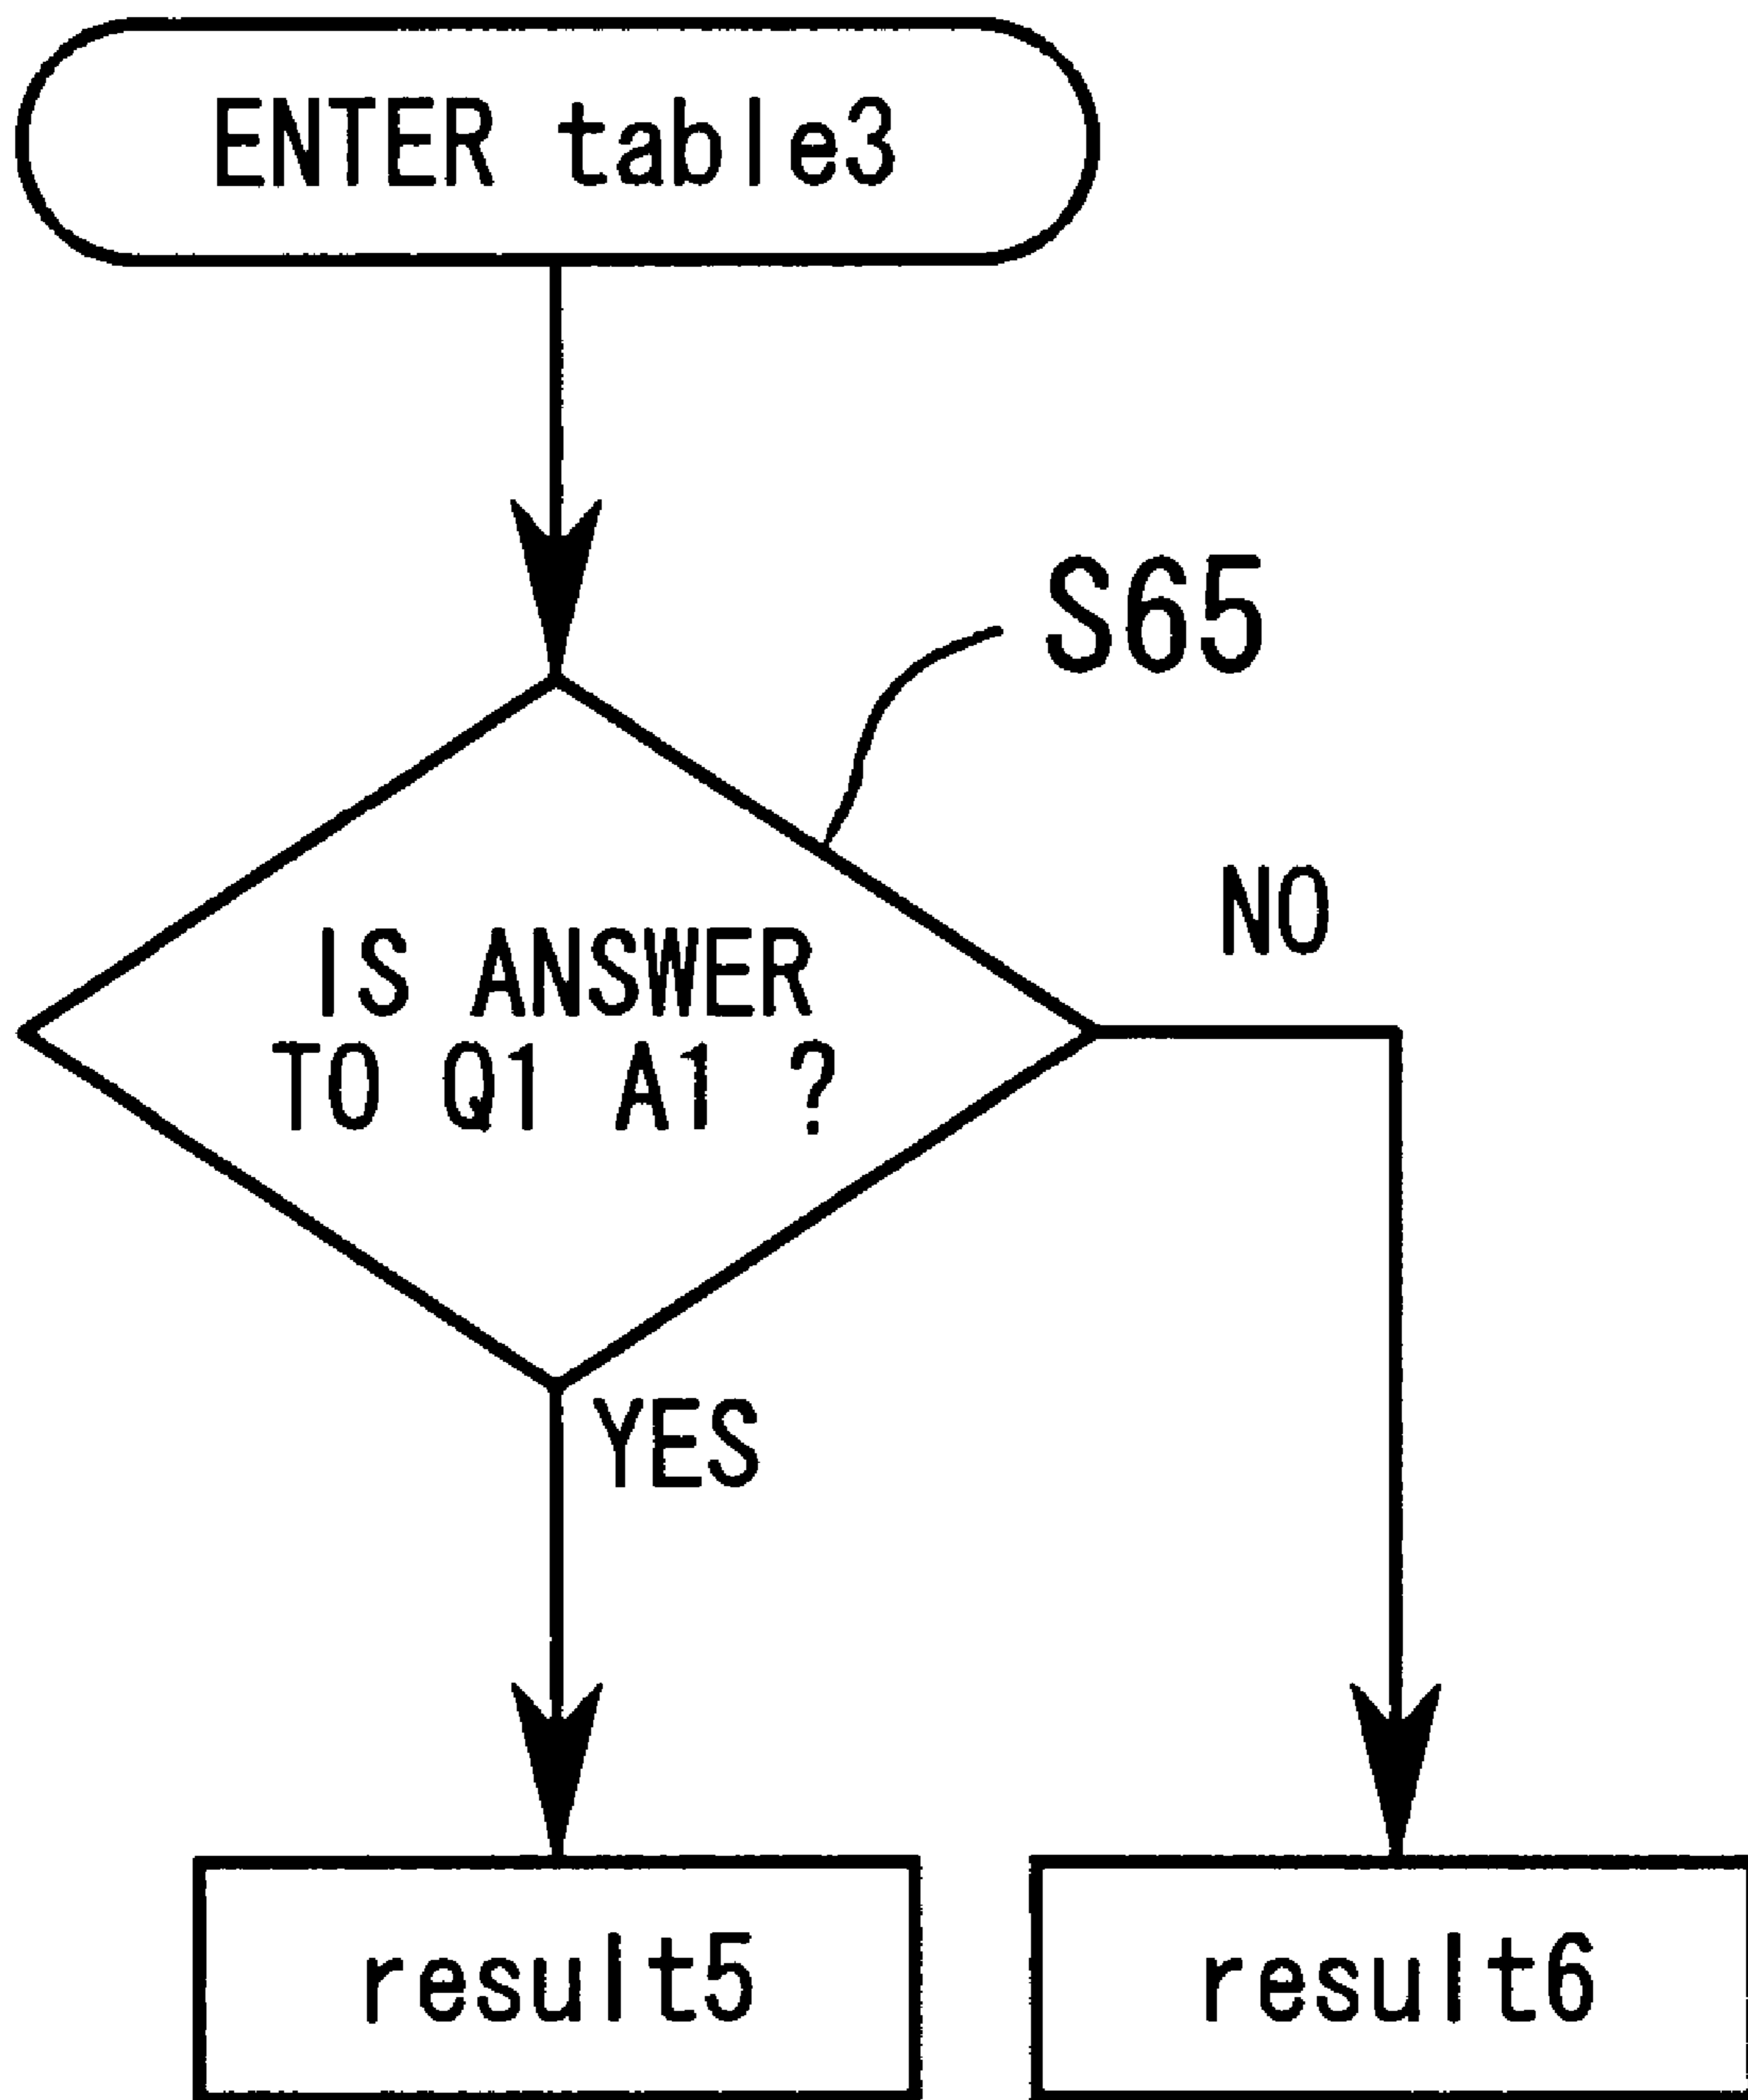 ENTER table3
S65
NO
IS ANSWER
TO Q1 A1 ?
YES
result5
result6